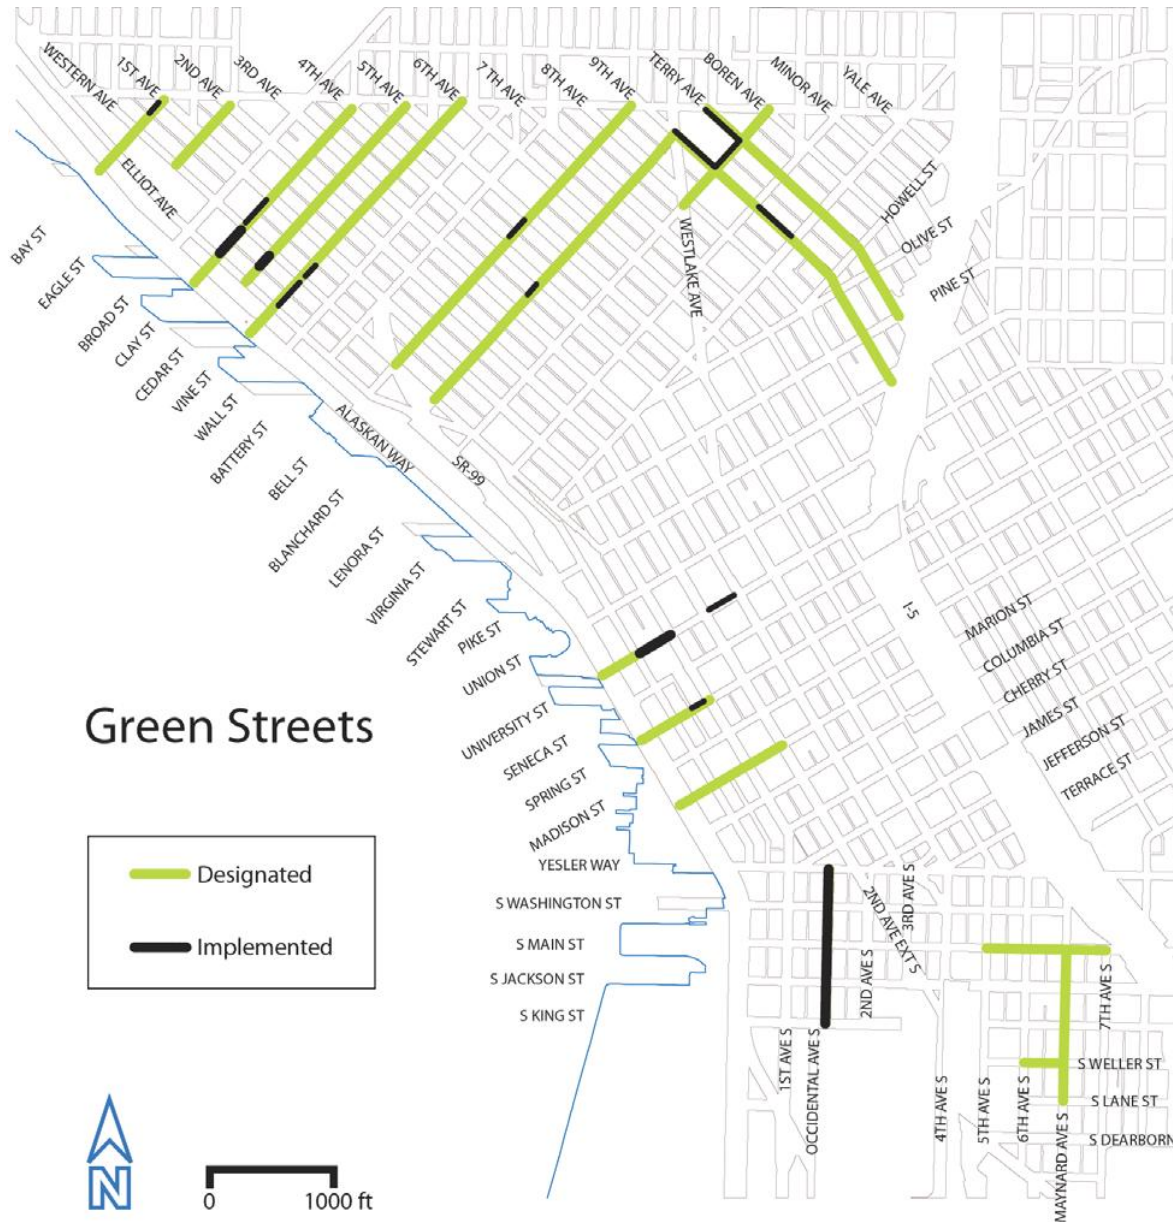 WESTERN AVE
1ST AVE
2ND AVE
3RD AVE
4TH AVE
5TH AVE
6TH AVE
7TH AVE
8TH AVE
9TH AVE
TERRY AVE
BOREN AVE
MINOR AVE
YALE AVE
ELLIOT AVE
HOWELL ST
OLIVE ST
PINE ST
WESTLAKE AVE
BAY ST
EAGLE ST
BROAD ST
CLAY ST
CEDAR ST
VINE ST
WALL ST
BATTERY ST
BELL ST
BLANCHARD ST
LENORA ST
VIRGINIA ST
STEWART ST
PIKE ST
UNION ST
UNIVERSITY ST
SENECA ST
SPRING ST
MADISON ST
YESLER WAY
S WASHINGTON ST
S MAIN ST
S JACKSON ST
S KING ST
ALASKAN WAY
SR-99
I-5
MARION ST
COLUMBIA ST
CHERRY ST
JAMES ST
JEFFERSON ST
TERRACE ST
Green Streets
Designated
Implemented
2ND AVE EXT S
3RD AVE S
2ND AVE S
1ST AVE S
OCCIDENTAL AVE S
4TH AVE S
5TH AVE S
6TH AVE S
MAYNARD AVE S
7TH AVE S
S WELLER ST
S LANE ST
S DEARBORN
N
0
1000 ft